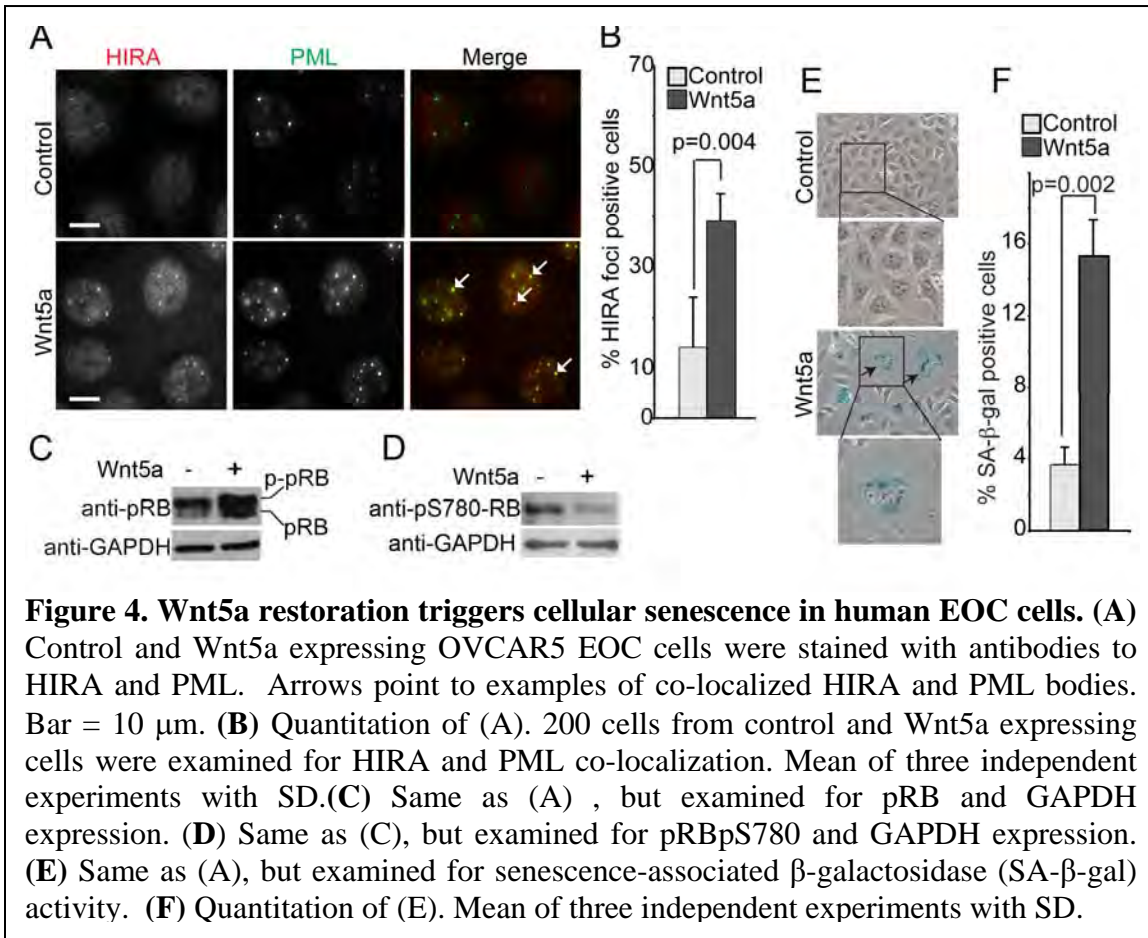 A
HIRA
PML
Merge
Control
Wnt5a
B
70
50
30
10
0
% HIRA foci positive cells
Control
Wnt5a
p=0.004
C
Wnt5a - +
p-pRB
anti-pRB
pRB
anti-GAPDH
D
Wnt5a - +
anti-pS780-RB
anti-GAPDH
E
Control
Wnt5a
F
Control
Wnt5a
p=0.002
16
12
8
4
0
% SA-β-gal positive cells
Figure 4. Wnt5a restoration triggers cellular senescence in human EOC cells. (A)
Control and Wnt5a expressing OVCAR5 EOC cells were stained with antibodies to
HIRA and PML. Arrows point to examples of co-localized HIRA and PML bodies.
Bar = 10 μm. (B) Quantitation of (A). 200 cells from control and Wnt5a expressing
cells were examined for HIRA and PML co-localization. Mean of three independent
experiments with SD.(C) Same as (A) , but examined for pRB and GAPDH
expression. (D) Same as (C), but examined for pRBpS780 and GAPDH expression.
(E) Same as (A), but examined for senescence-associated β-galactosidase (SA-β-gal)
activity. (F) Quantitation of (E). Mean of three independent experiments with SD.